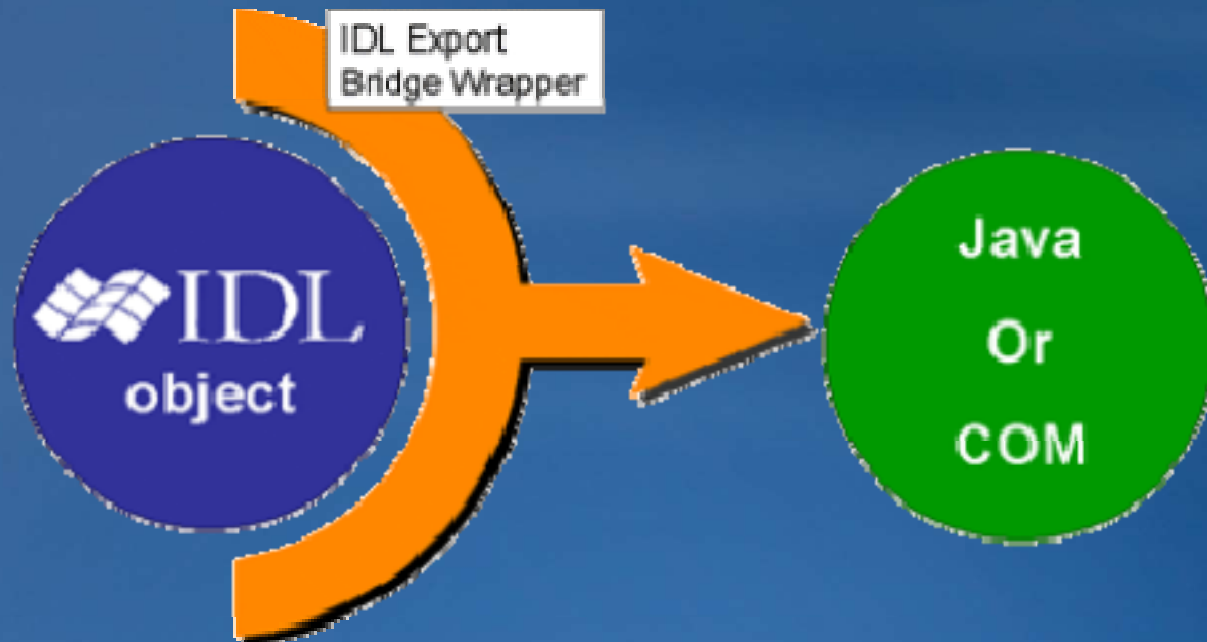 IDL Export
Bridge Wrapper
IDL
object
Java
Or
COM